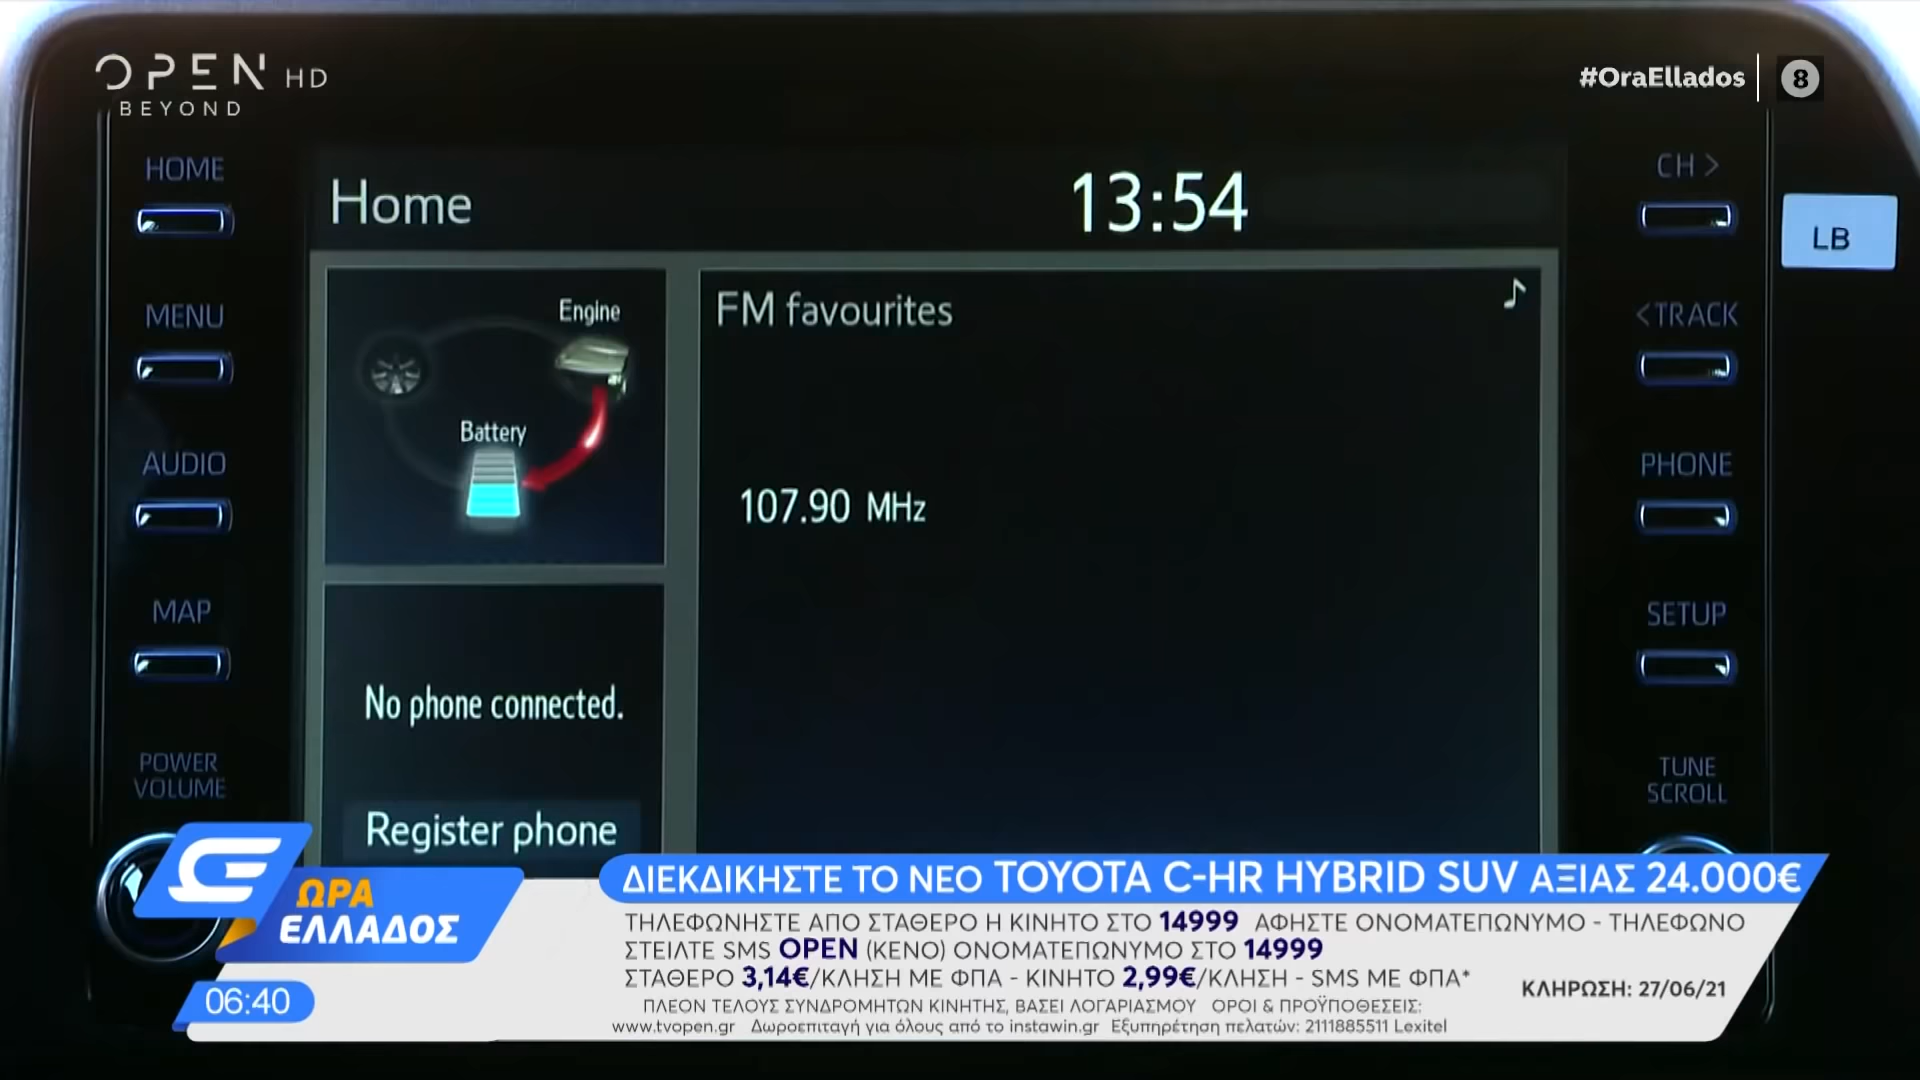 OPEN HD
BEYOND
#OraEllados
8
HOME
MENU
AUDIO
MAP
POWER
VOLUME
Home
13:54
Engine
Battery
FM favourites
107.90 MHz
No phone connected.
Register phone
CH >
LB
<TRACK
PHONE
SETUP
TUNE
SCROLL
ΩΡΑ
ΕΛΛΑΔΟΣ
06:40
ΔΙΕΚΔΙΚΗΣΤΕ ΤΟ ΝΕΟ TOYOTA C-HR HYBRID SUV ΑΞΙΑΣ 24.000€
ΤΗΛΕΦΩΝΗΣΤΕ ΑΠΟ ΣΤΑΘΕΡΟ Η ΚΙΝΗΤΟ ΣΤΟ 14999 ΑΦΗΣΤΕ ΟΝΟΜΑΤΕΠΩΝΥΜΟ - ΤΗΛΕΦΩΝΟ
ΣΤΕΙΛΤΕ SMS OPEN (ΚΕΝΟ) ΟΝΟΜΑΤΕΠΩΝΥΜΟ ΣΤΟ 14999
ΣΤΑΘΕΡΟ 3,14€/ΚΛΗΣΗ ΜΕ ΦΠΑ - ΚΙΝΗΤΟ 2,99€/ΚΛΗΣΗ - SMS ΜΕ ΦΠΑ*
ΚΛΗΡΩΣΗ: 27/06/21
ΠΛΕΟΝ ΤΕΛΟΥΣ ΣΥΝΔΡΟΜΗΤΩΝ ΚΙΝΗΤΗΣ, ΒΑΣΕΙ ΛΟΓΑΡΙΑΣΜΟΥ ΟΡΟΙ & ΠΡΟΫΠΟΘΕΣΕΙΣ:
www.tvopen.gr Δωροεπιταγή για όλους από το instawin.gr Εξυπηρέτηση πελατών: 2111885511 Lexitel